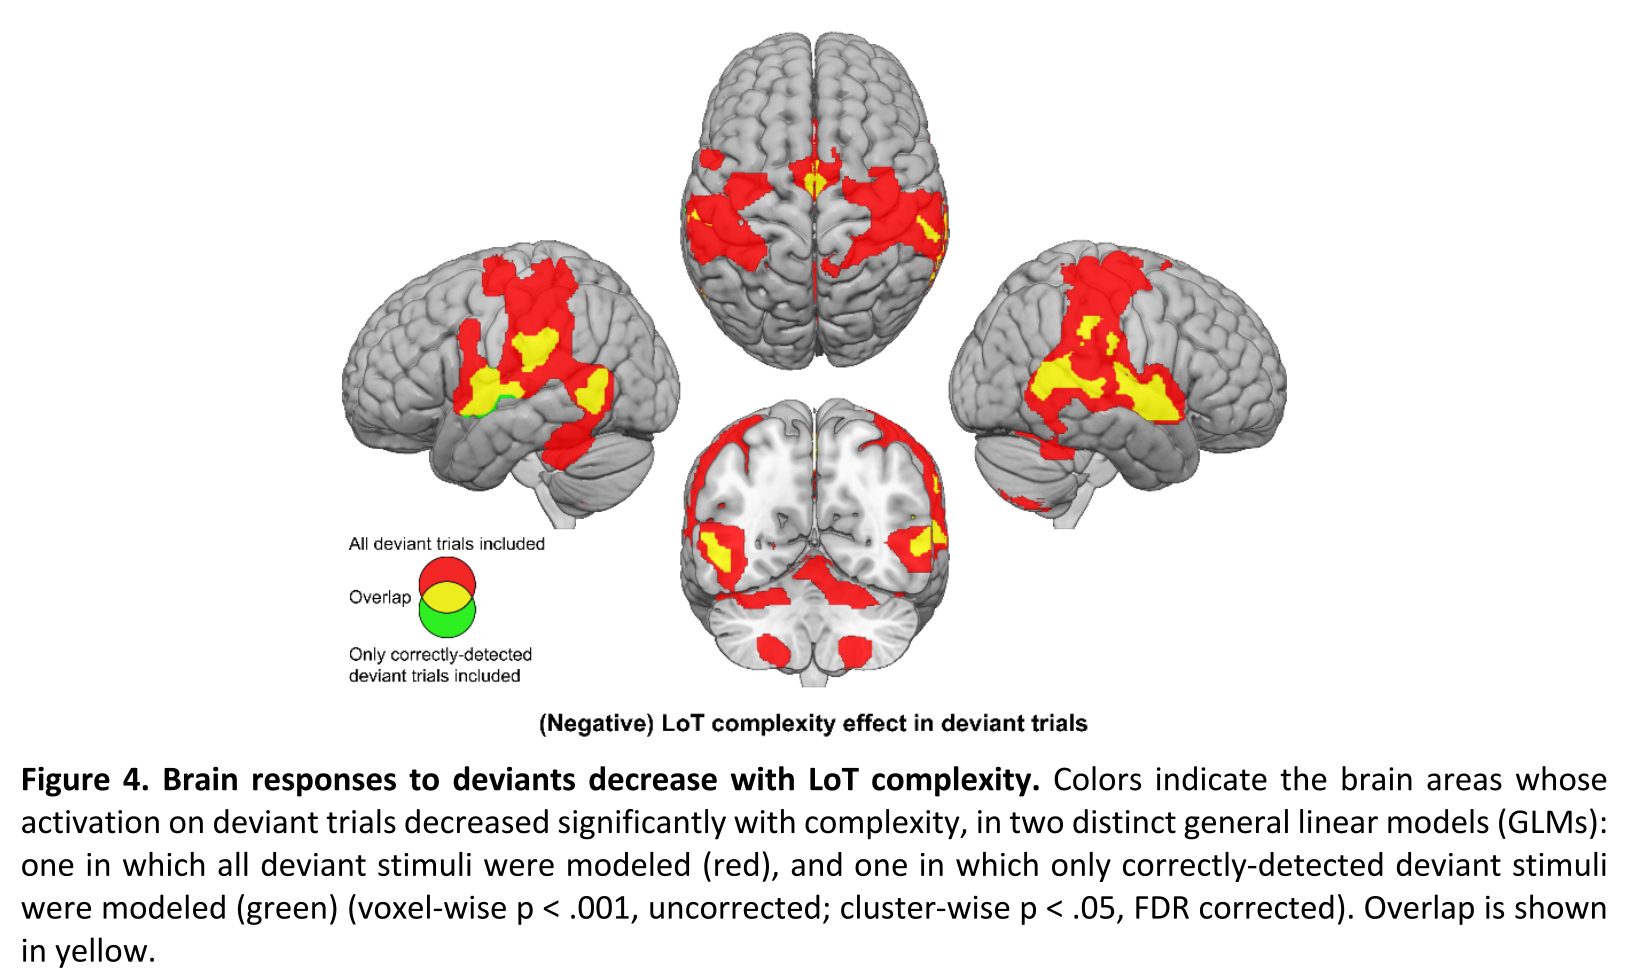 All deviant trials included
Overlap
Only correctly-detected
deviant trials included
(Negative) LoT complexity effect in deviant trials
Figure 4. Brain responses to deviants decrease with LoT complexity. Colors indicate the brain areas whose
activation on deviant trials decreased significantly with complexity, in two distinct general linear models (GLMs):
one in which all deviant stimuli were modeled (red), and one in which only correctly-detected deviant stimuli
were modeled (green) (voxel-wise p < .001, uncorrected; cluster-wise p < .05, FDR corrected). Overlap is shown
in yellow.